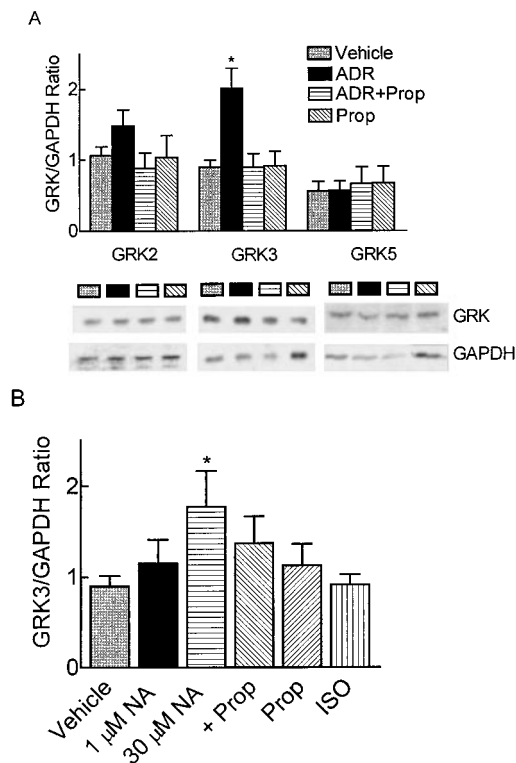 A
Vehicle
ADR
ADR+Prop
Prop
GRK/GAPDH Ratio
2
1
0
*
GRK2
GRK3
GRK5
GRK
GAPDH
B
GRK3/GAPDH Ratio
2
1
0
*
Vehicle
1 µM NA
30 µM NA
+ Prop
Prop
ISO